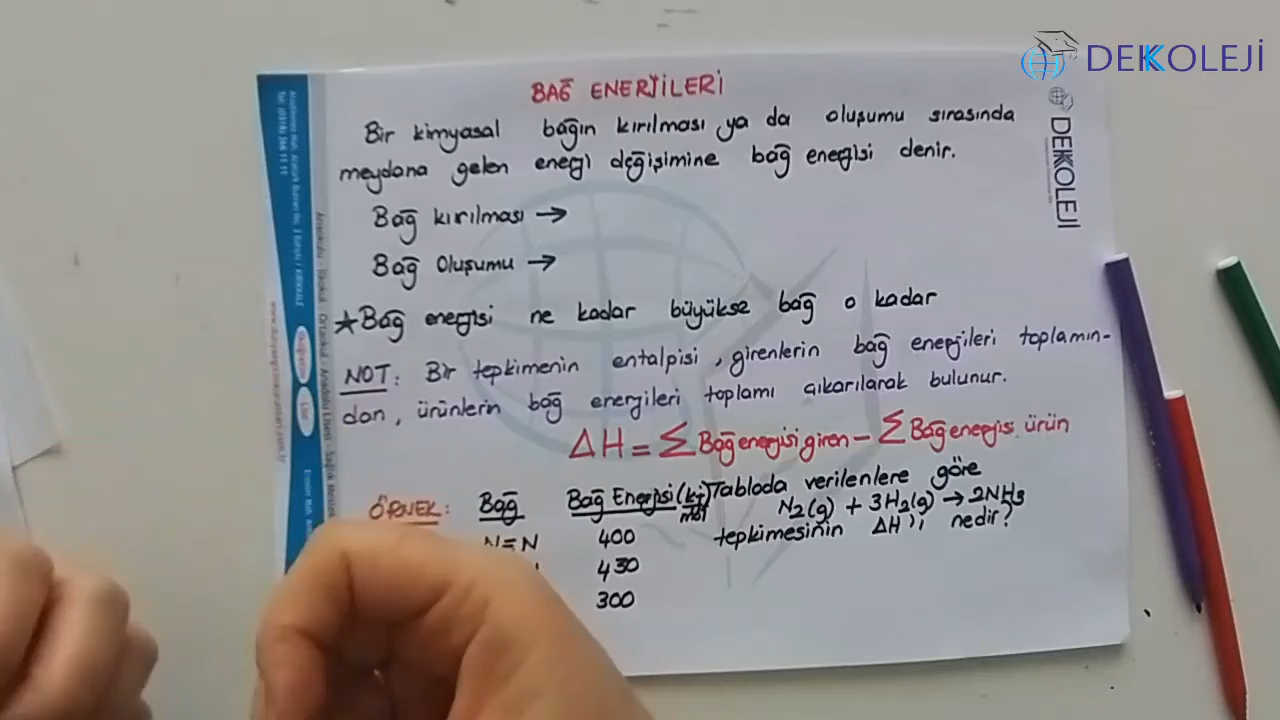 DEKKOLEJİ
BAĞ ENERJİLERİ
Bir kimyasal bağın kırılması ya da oluşumu sırasında
meydana gelen enerji değişimine bağ enerjisi denir.
Bağ kırılması →
Bağ Oluşumu →
★Bağ enerjisi ne kadar büyükse bağ o kadar
NOT: Bir tepkimenin entalpisi, girenlerin bağ enerjileri toplamın-
dan, ürünlerin bağ enerjileri toplamı çıkarılarak bulunur.
ΔH = Σ Bağ enerjisi giren - Σ Bağ enerjisi ürün
ÖRNEK: Bağ Bağ Enerjisi (kJ/mol)
N≡N 400
430
300
Tabloda verilenlere göre
N₂(g) + 3H₂(g) → 2NH₃
tepkimesinin ΔH'ı nedir?
DEKKOLEJİ